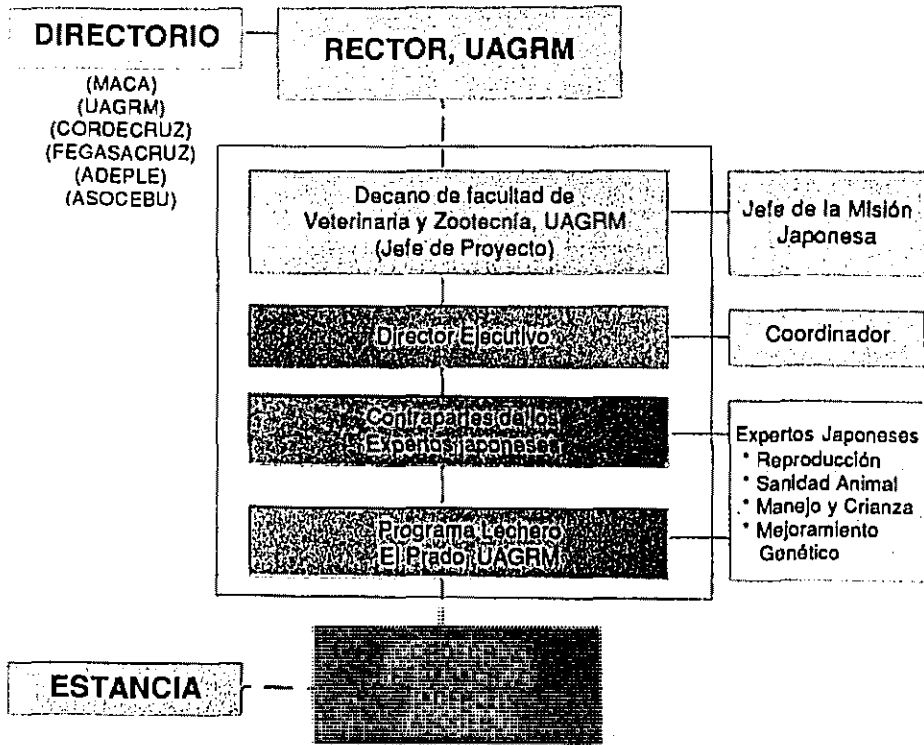 DIRECTORIO
RECTOR, UAGRM
(MACA)
(UAGRM)
(CORDECRUZ)
(FEGASACRUZ)
(ADEPLE)
(ASOCEBU)
Decano de facultad de
Veterinaria y Zootecnía, UAGRM
(Jefe de Proyecto)
Jefe de la Misión
Japonesa
Director Ejecutivo
Coordinador
Contrapartes de los
Expertos japoneses
Expertos Japoneses
* Reproducción
* Sanidad Animal
* Manejo y Crianza
* Mejoramiento
Genético
Programa Lechero
El Prado, UAGRM
ESTANCIA